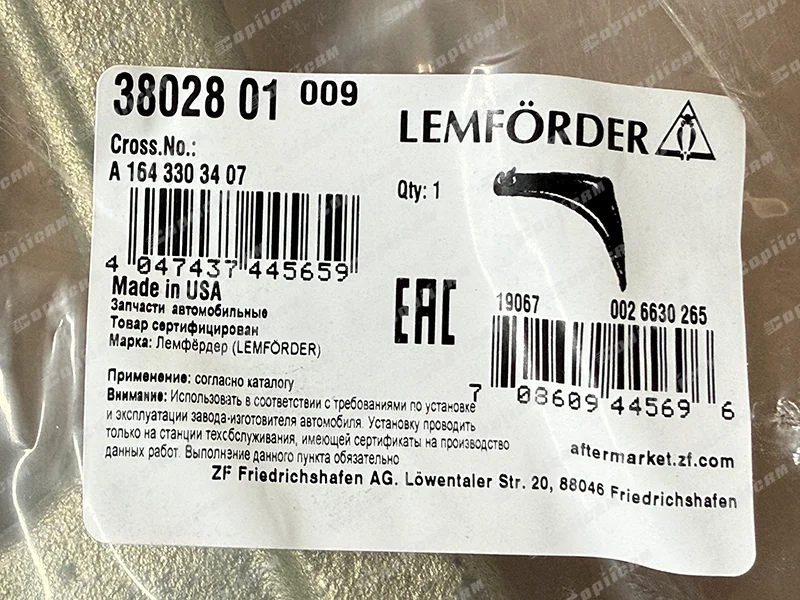 38028 01 009
LEMFÖRDER
Cross.No.:
A 164 330 34 07
Qty: 1
4 047437 445659
Made in USA
Запчасти автомобильные
Товар сертифицирован
Марка: Лемфёрдер (LEMFÖRDER)
EAC
19067 002 6630 265
7 08609 44569 6
Применение: согласно каталогу
Внимание: Использовать в соответствии с требованиями по установке
и эксплуатации завода-изготовителя автомобиля. Установку проводить
только на станции техсбслуживания, имеющей сертификаты на производство
данных работ. Выполнение данного пункта обязательно
aftermarket.zf.com
ZF Friedrichshafen AG. Löwentaler Str. 20, 88046 Friedrichshafen
CopiiCAM